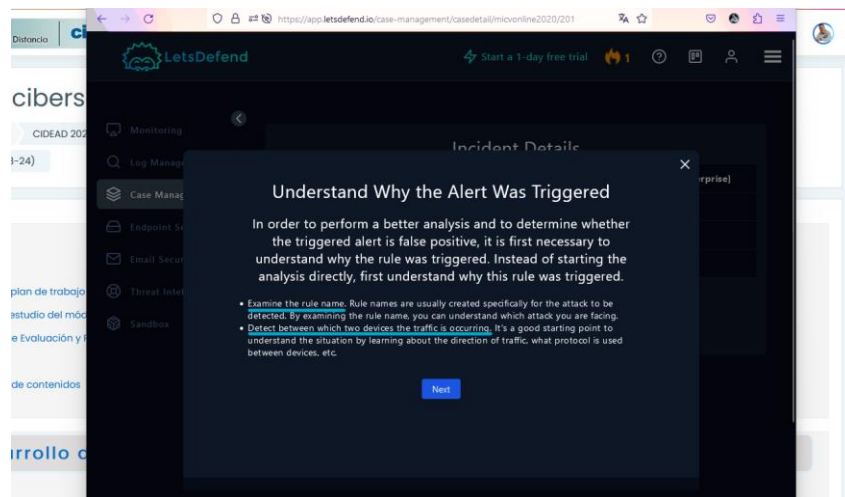 https://app.letsdefend.io/case-management/casedetail/micvonline2020/201
Distancia
LetsDefend
Start a 1-day free trial
1
cibers
CIDEAD 202
Monitoring
Incident Details
-24)
Log Manag
Case Manag
Understand Why the Alert Was Triggered
In order to perform a better analysis and to determine whether
the triggered alert is false positive, it is first necessary to
understand why the rule was triggered. Instead of starting the
analysis directly, first understand why this rule was triggered.
Endpoint Se
Email Secur
Threat Intel
Sandbox
• Examine the rule name. Rule names are usually created specifically for the attack to be
detected. By examining the rule name, you can understand which attack you are facing.
• Detect between which two devices the traffic is occurring. It's a good starting point to
understand the situation by learning about the direction of traffic, what protocol is used
between devices, etc.
Next
plan de trabajo
estudio del mód
e Evaluación y
de contenidos
rrollo